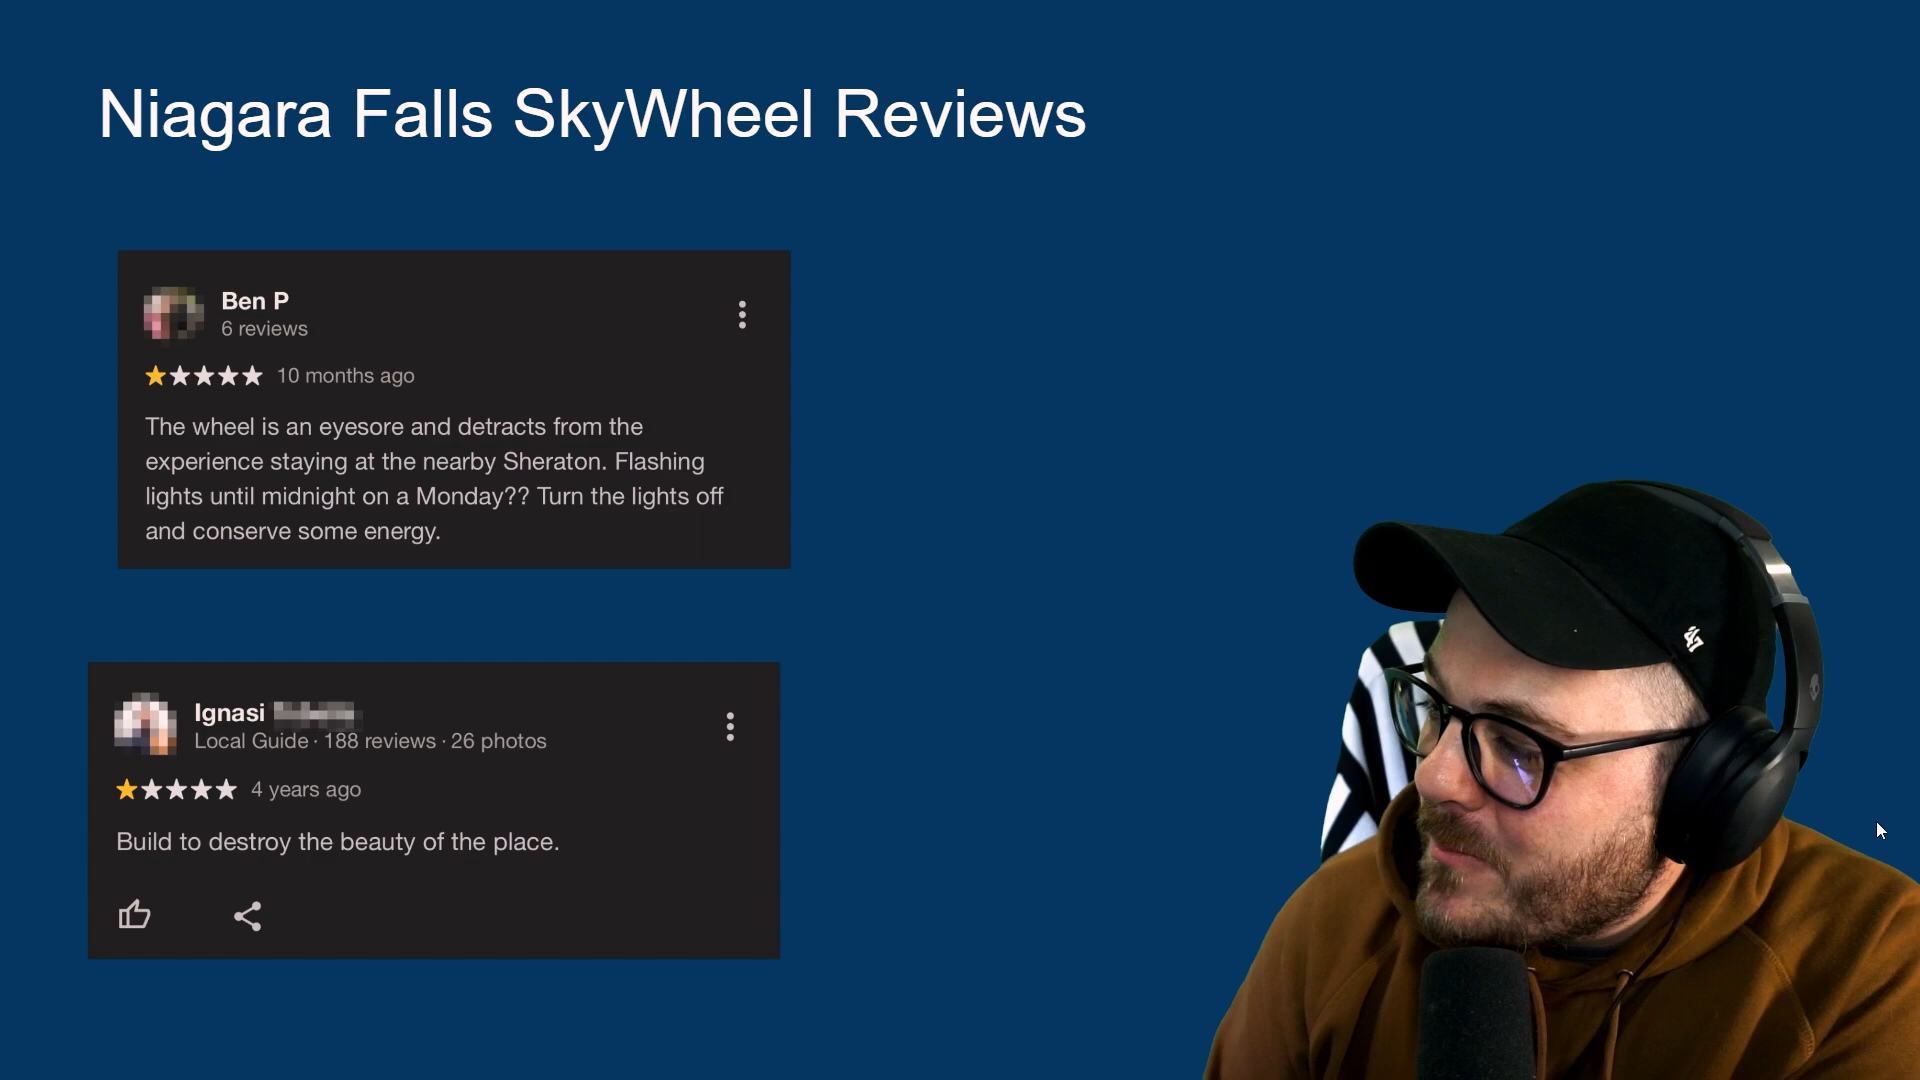 Niagara Falls SkyWheel Reviews
Ben P
6 reviews
10 months ago
The wheel is an eyesore and detracts from the
experience staying at the nearby Sheraton. Flashing
lights until midnight on a Monday?? Turn the lights off
and conserve some energy.
Ignasi
Local Guide · 188 reviews · 26 photos
4 years ago
Build to destroy the beauty of the place.
47